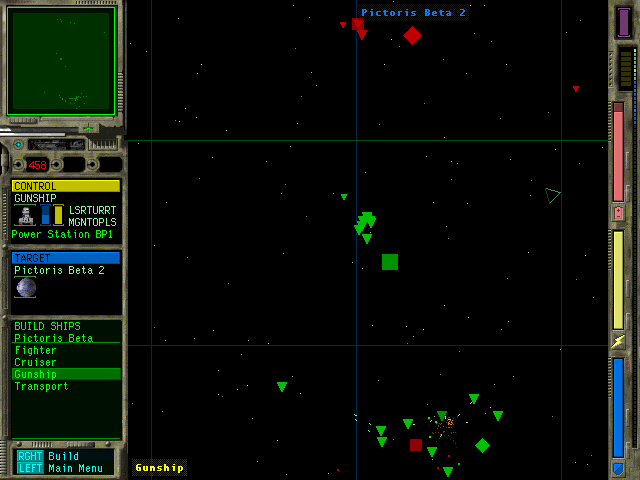 Pictoris Beta 2
458
CONTROL
GUNSHIP
LSRTURRT
MGNTOPLS
Power Station BP1
TARGET
Pictoris Beta 2
BUILD SHIPS
Pictoris Beta
Fighter
Cruiser
Gunship
Transport
RGHT Build
LEFT Main Menu
Gunship